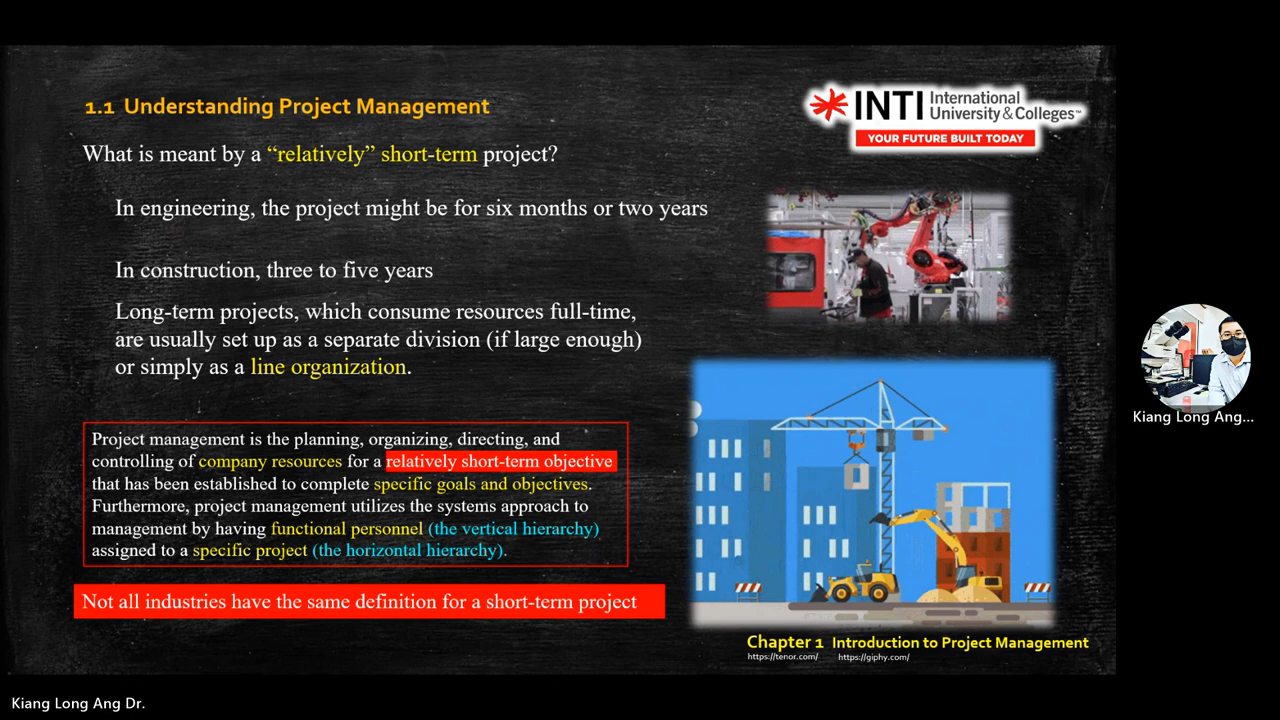 1.1 Understanding Project Management
INTI International
University & Colleges™
YOUR FUTURE BUILT TODAY
What is meant by a “relatively” short-term project?
In engineering, the project might be for six months or two years
In construction, three to five years
Long-term projects, which consume resources full-time,
are usually set up as a separate division (if large enough)
or simply as a line organization.
Kiang Long Ang...
Project management is the planning, organizing, directing, and
controlling of company resources for a relatively short-term objective
that has been established to complete specific goals and objectives.
Furthermore, project management utilizes the systems approach to
management by having functional personnel (the vertical hierarchy)
assigned to a specific project (the horizontal hierarchy).
Not all industries have the same definition for a short-term project
Chapter 1 Introduction to Project Management
https://tenor.com/ https://giphy.com/
Kiang Long Ang Dr.